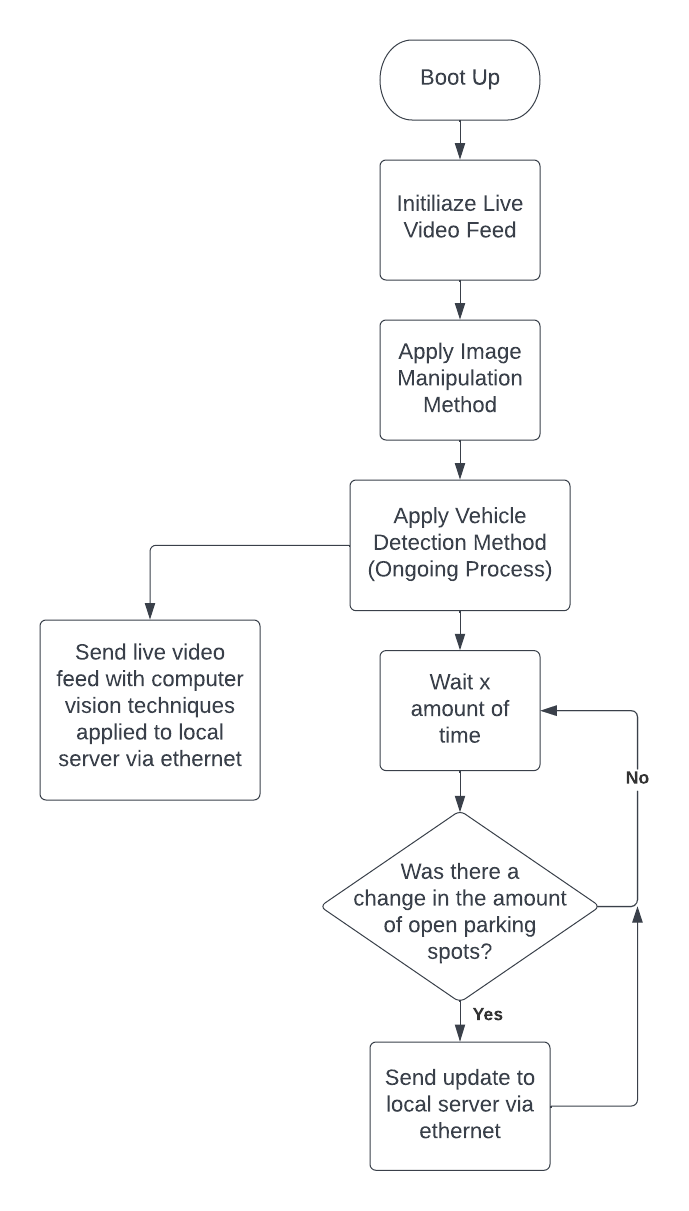 Boot Up
Initiliaze Live
Video Feed
Apply Image
Manipulation
Method
Apply Vehicle
Detection Method
(Ongoing Process)
Send live video
feed with computer
vision techniques
applied to local
server via ethernet
Wait x
amount of
time
No
Was there a
change in the amount
of open parking
spots?
Yes
Send update to
local server via
ethernet